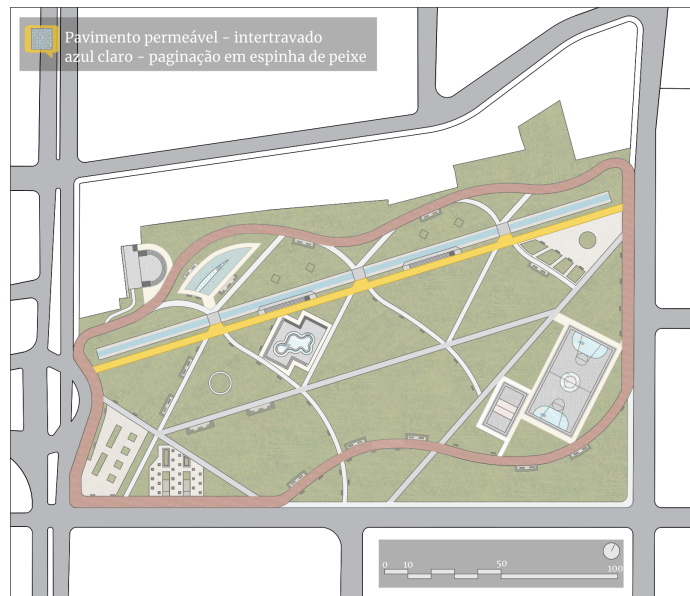 Pavimento permeável - intertravado
azul claro - paginação em espinha de peixe
0 10 50 100